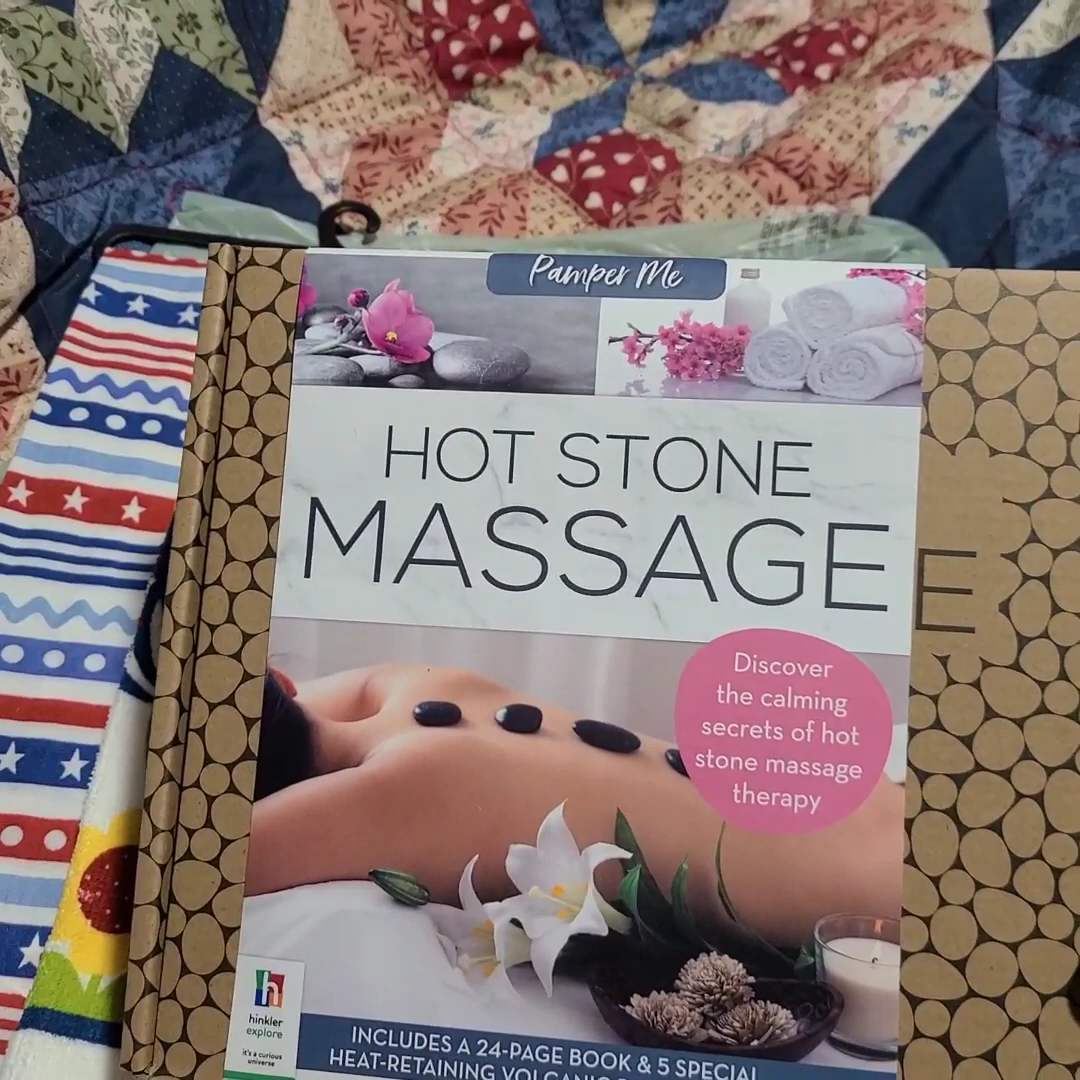 Pamper Me
HOT STONE
MASSAGE
E
Discover
the calming
secrets of hot
stone massage
therapy
h
hinkler
explore
it's a curious
universe
INCLUDES A 24-PAGE BOOK & 5 SPECIAL
HEAT-RETAINING VOLCANIC